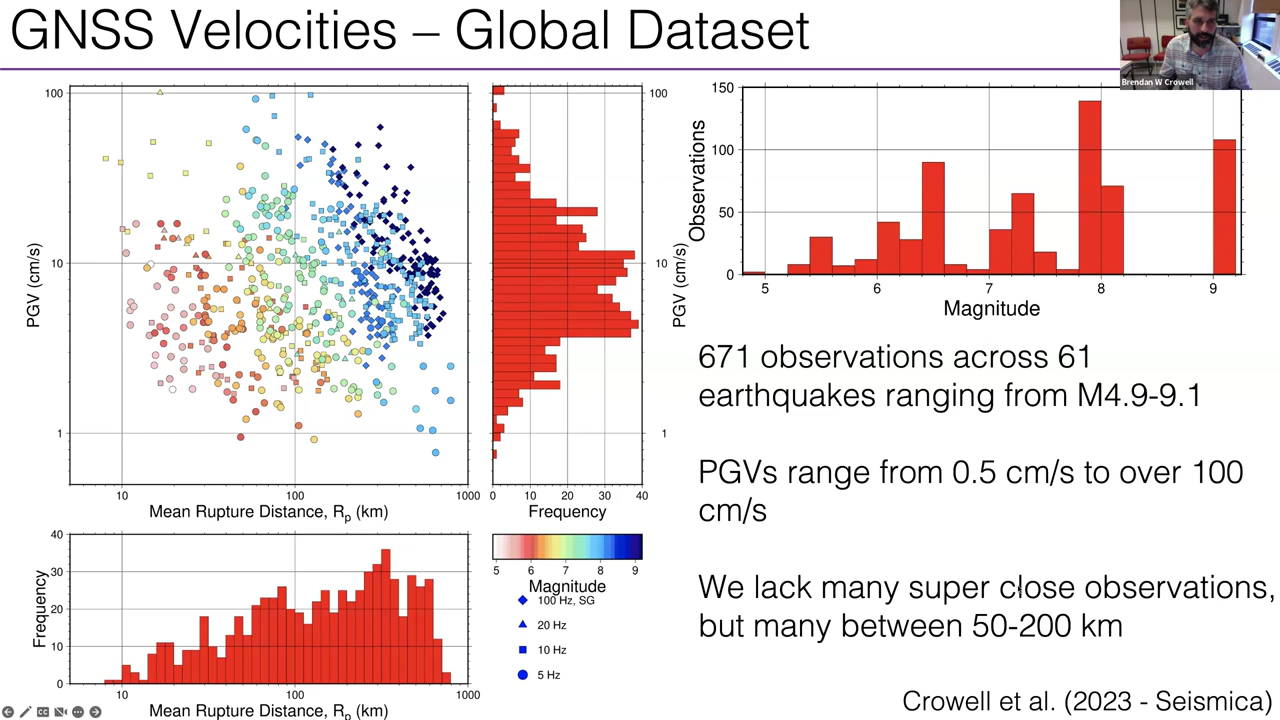 GNSS Velocities – Global Dataset
Brendan W Crowell
100
10
1
PGV (cm/s)
10
100
1000
Mean Rupture Distance, Rp (km)
100
10
1
PGV (cm/s)
0
10
20
30
40
Frequency
150
100
50
0
Observations
5
6
7
8
9
Magnitude
671 observations across 61
earthquakes ranging from M4.9-9.1
PGVs range from 0.5 cm/s to over 100
cm/s
We lack many super close observations,
but many between 50-200 km
40
30
20
10
0
Frequency
10
100
1000
Mean Rupture Distance, Rp (km)
5
6
7
8
9
Magnitude
100 Hz, SG
20 Hz
10 Hz
5 Hz
Crowell et al. (2023 - Seismica)